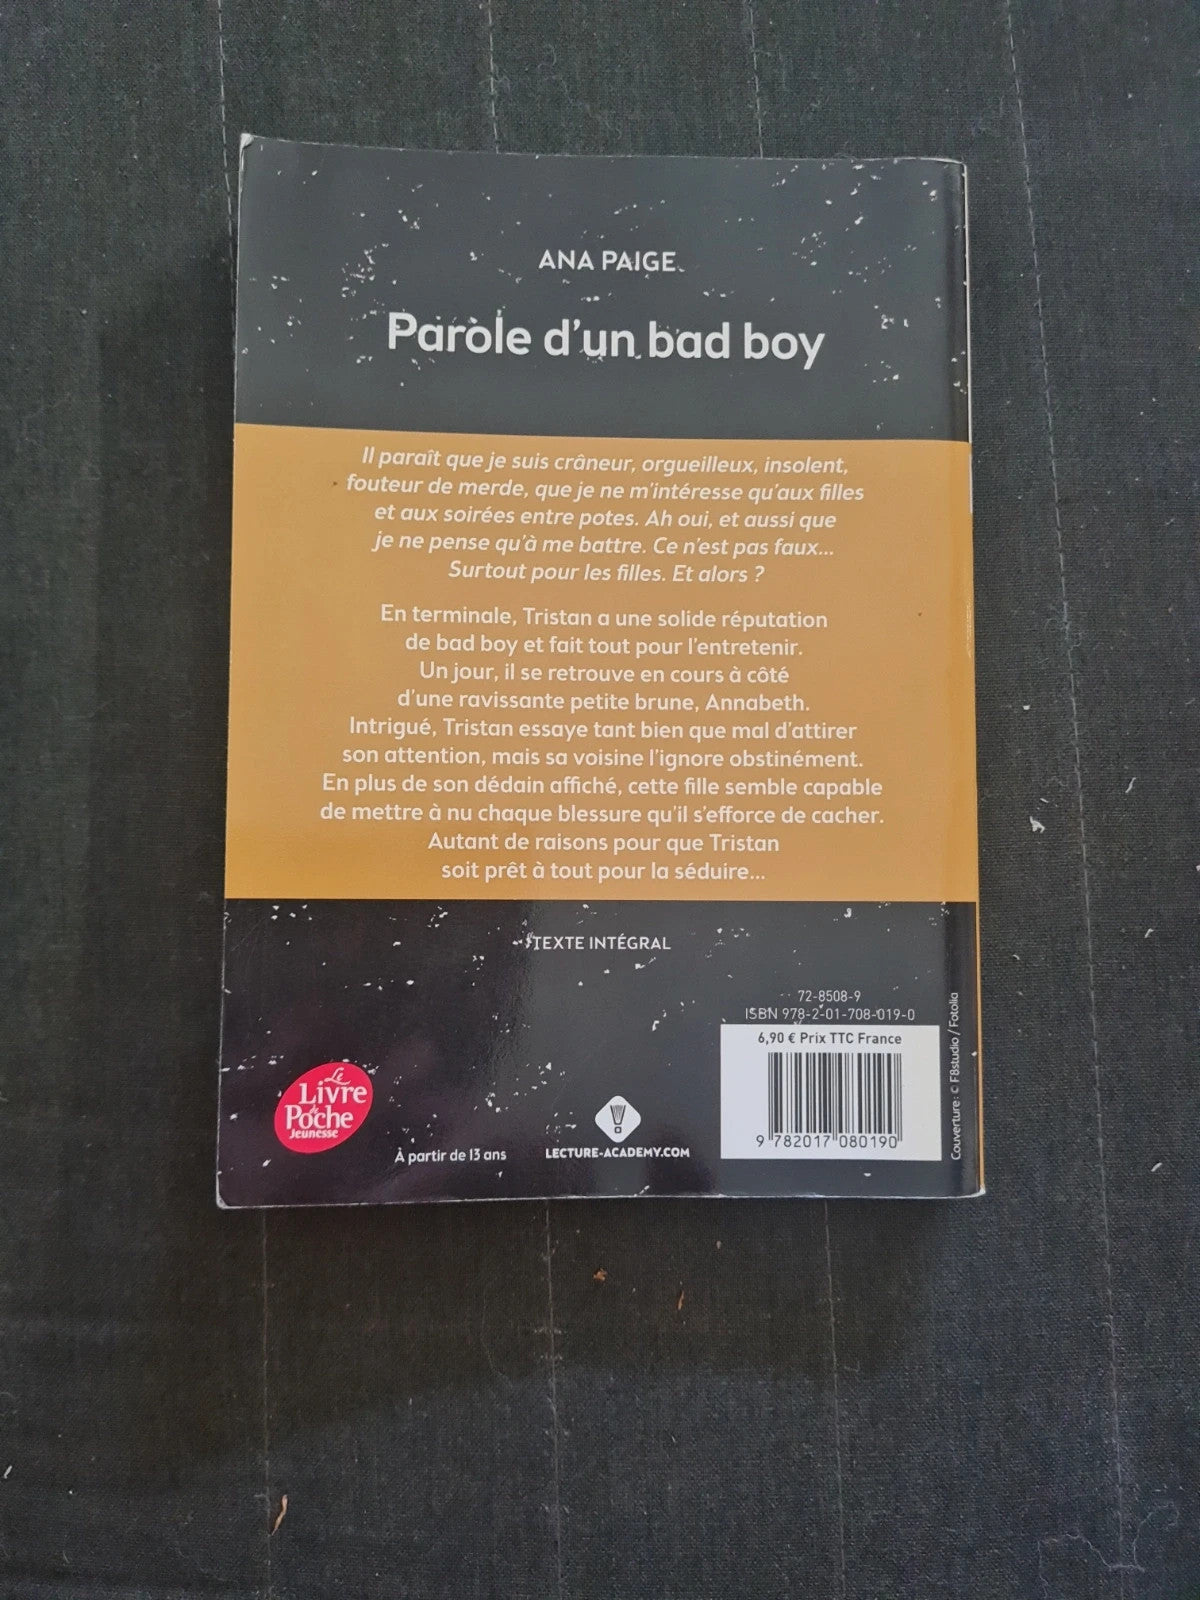 ANA PAIGE
Parole d'un bad boy
Il paraît que je suis crâneur, orgueilleux, insolent,
fouteur de merde, que je ne m'intéresse qu'aux filles
et aux soirées entre potes. Ah oui, et aussi que
je ne pense qu'à me battre. Ce n'est pas faux...
Surtout pour les filles. Et alors ?
En terminale, Tristan a une solide réputation
de bad boy et fait tout pour l'entretenir.
Un jour, il se retrouve en cours à côté
d'une ravissante petite brune, Annabeth.
Intrigué, Tristan essaye tant bien que mal d'attirer
son attention, mais sa voisine l'ignore obstinément.
En plus de son dédain affiché, cette fille semble capable
de mettre à nu chaque blessure qu'il s'efforce de cacher.
Autant de raisons pour que Tristan
soit prêt à tout pour la séduire...
TEXTE INTÉGRAL
72-8508-9
ISBN 978-2-01-708-019-0
6,90 € Prix TTC France
9 782017 080190
Couverture : © F8studio / Fotolia
Le
Livre
de
Poche
Jeunesse
À partir de 13 ans
LECTURE-ACADEMY.COM